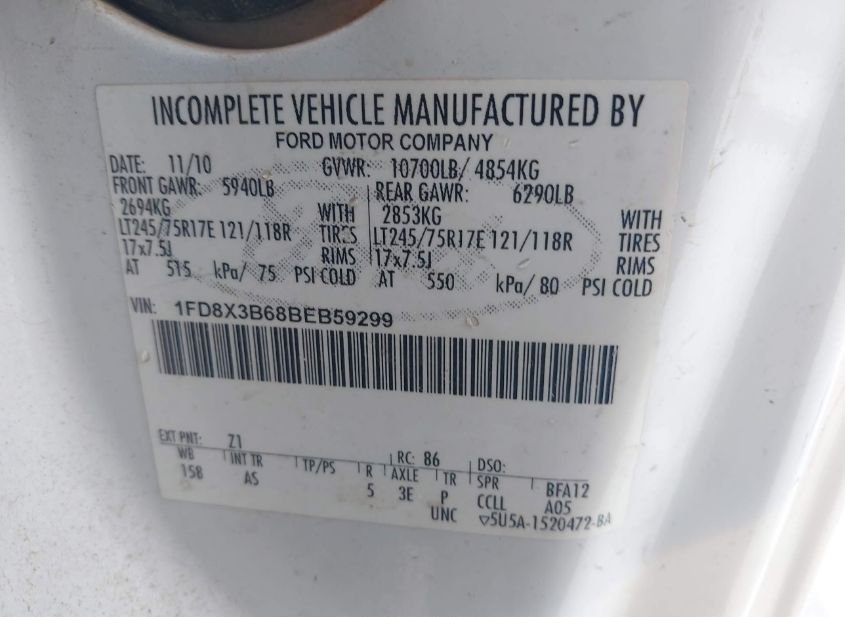 INCOMPLETE VEHICLE MANUFACTURED BY
FORD MOTOR COMPANY
DATE: 11/10 GVWR: 10700LB/ 4854KG
FRONT GAWR: 5940LB REAR GAWR: 6290LB
2694KG WITH 2853KG WITH
LT245/75R17E 121/118R TIRES LT245/75R17E 121/118R TIRES
17x7.5J RIMS 17x7.5J RIMS
AT 515 kPa/ 75 PSI COLD AT 550 kPa/ 80 PSI COLD
VIN: 1FD8X3B68BEB59299
EXT PNT: Z1 RC: 86 DSO:
WB INT TR TP/PS R AXLE TR SPR BFA12
158 AS 5 3E P CCLL A05
UNC ▽5U5A-1520472-BA